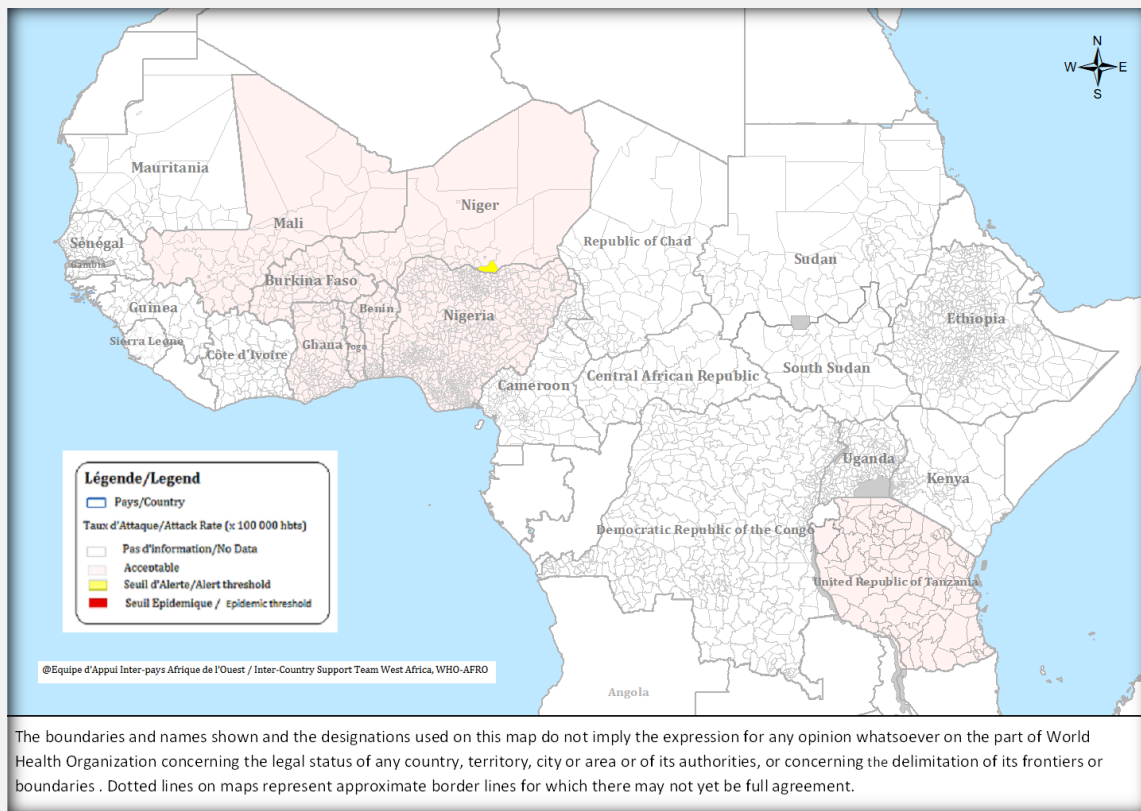 N
W E
S
Mauritania
Mali
Niger
Sénégal
Gambia
Republic of Chad
Sudan
Burkina Faso
Guinea
Benin
Nigeria
Ethiopia
Sierra Leone
Côte d'Ivoire
Ghana
Togo
Cameroon
Central African Republic
South Sudan
Uganda
Kenya
Democratic Republic of the Congo
United Republic of Tanzania
Angola
Légende/Legend
Pays/Country
Taux d'Attaque/Attack Rate (x 100 000 hbts)
Pas d'information/No Data
Acceptable
Seuil d'Alerte/Alert threshold
Seuil Epidemique / Epidemic threshold
@Equipe d'Appui Inter-pays Afrique de l'Ouest / Inter-Country Support Team West Africa, WHO-AFRO
The boundaries and names shown and the designations used on this map do not imply the expression for any opinion whatsoever on the part of World
Health Organization concerning the legal status of any country, territory, city or area or of its authorities, or concerning the delimitation of its frontiers or
boundaries . Dotted lines on maps represent approximate border lines for which there may not yet be full agreement.